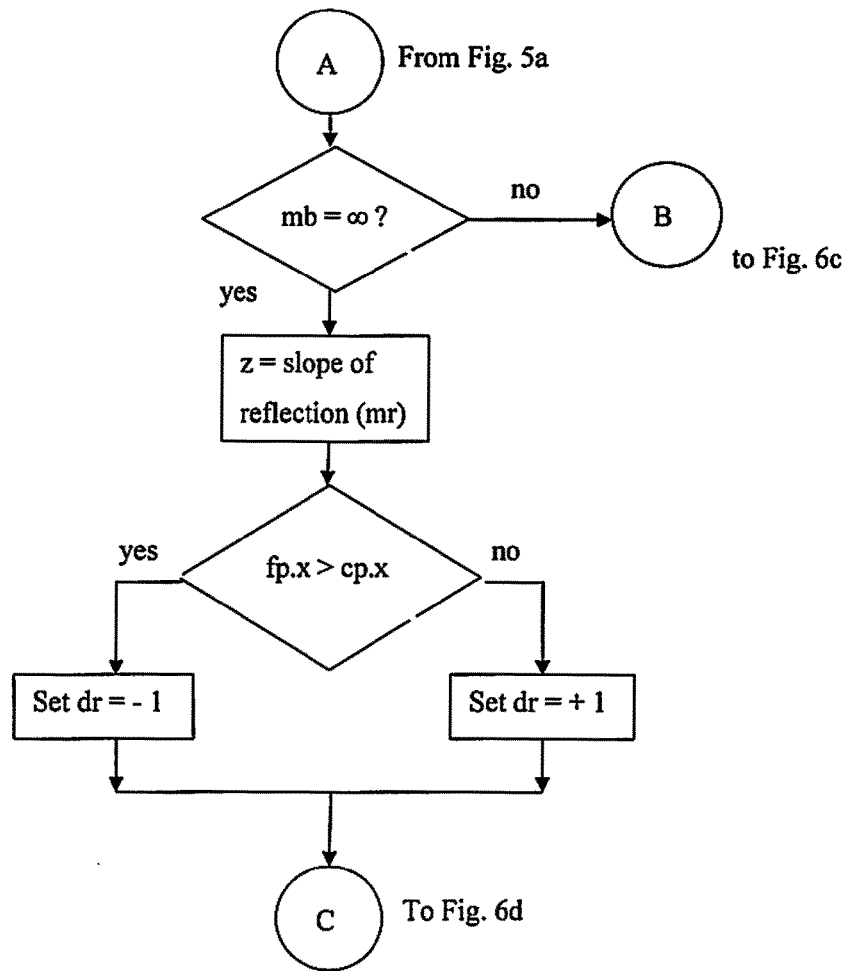 A
From Fig. 5a
mb = ∞ ?
no
B
to Fig. 6c
yes
z = slope of
reflection (mr)
yes
fp.x > cp.x
no
Set dr = - 1
Set dr = + 1
C
To Fig. 6d